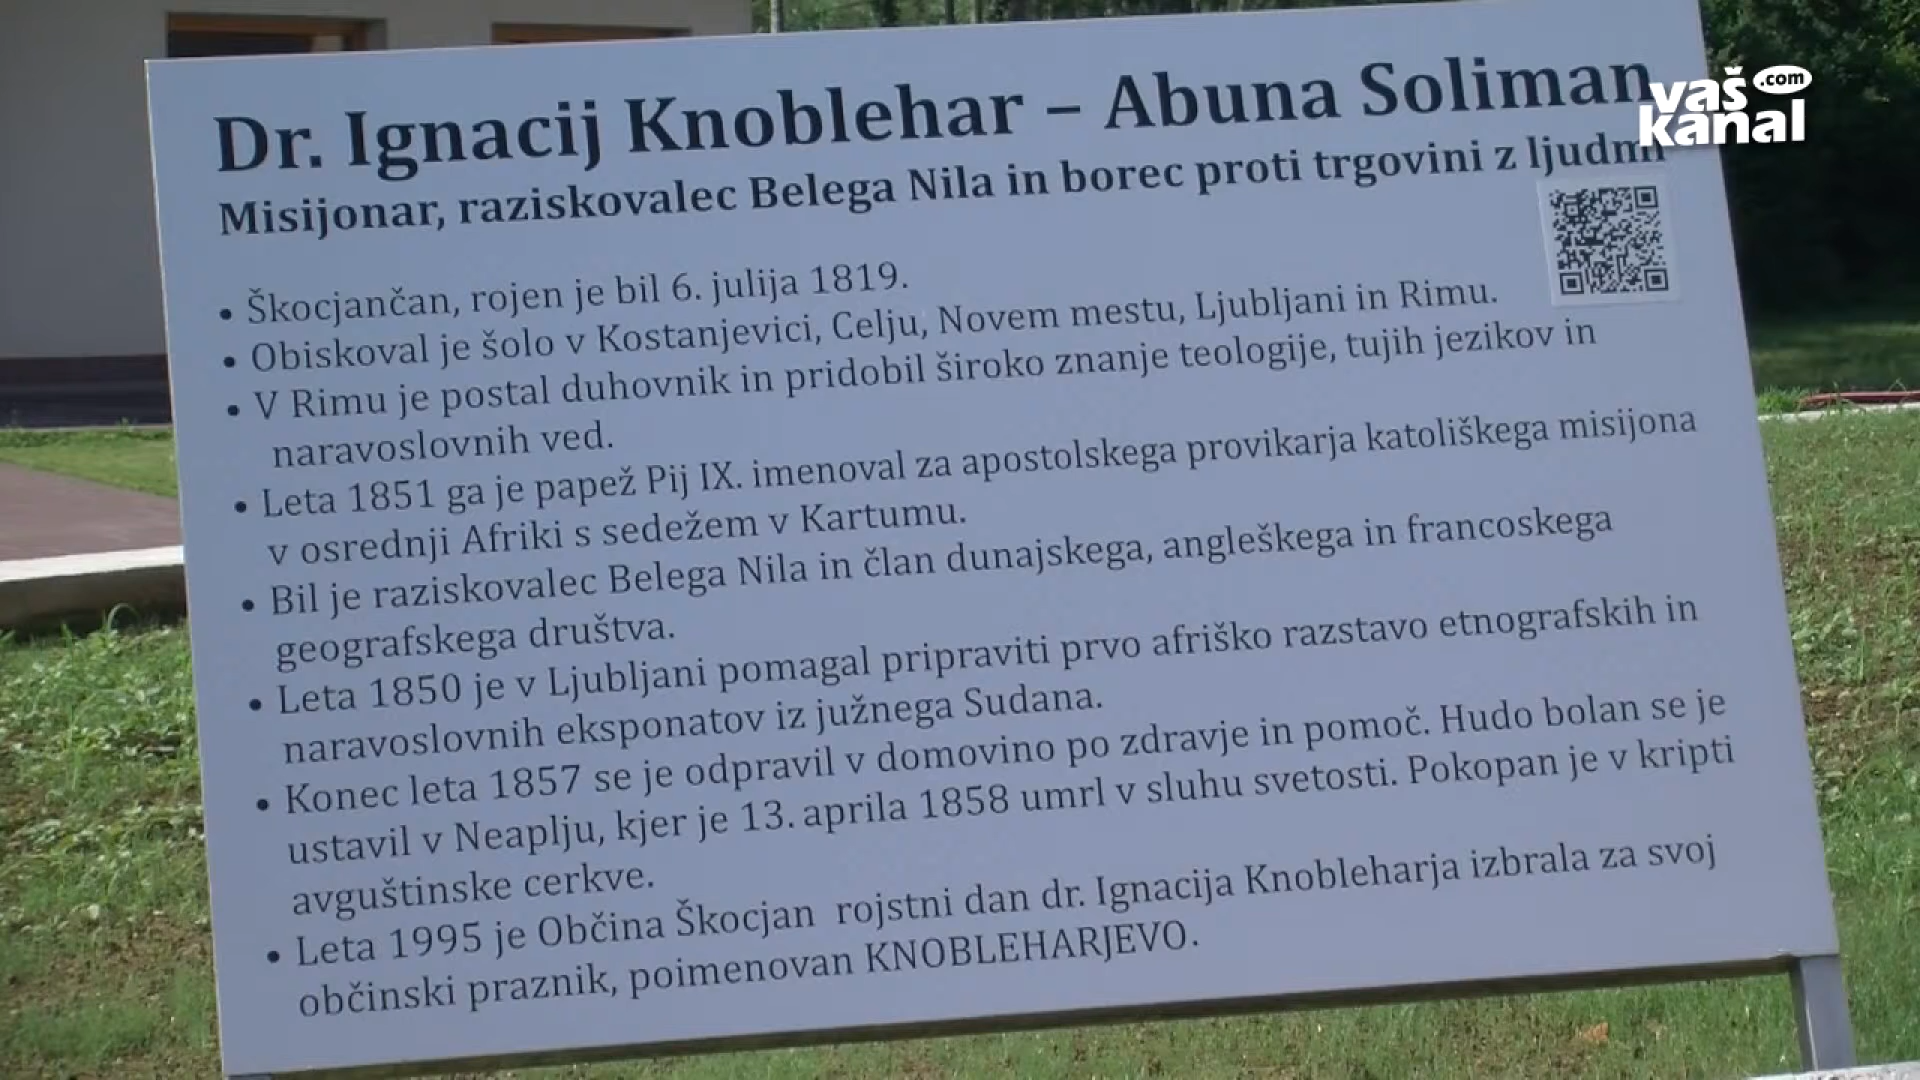 Dr. Ignacij Knoblehar – Abuna Soliman
Misijonar, raziskovalec Belega Nila in borec proti trgovini z ljudmi
• Škocjančan, rojen je bil 6. julija 1819.
• Obiskoval je šolo v Kostanjevici, Celju, Novem mestu, Ljubljani in Rimu.
• V Rimu je postal duhovnik in pridobil široko znanje teologije, tujih jezikov in
naravoslovnih ved.
• Leta 1851 ga je papež Pij IX. imenoval za apostolskega provikarja katoliškega misijona
v osrednji Afriki s sedežem v Kartumu.
• Bil je raziskovalec Belega Nila in član dunajskega, angleškega in francoskega
geografskega društva.
• Leta 1850 je v Ljubljani pomagal pripraviti prvo afriško razstavo etnografskih in
naravoslovnih eksponatov iz južnega Sudana.
• Konec leta 1857 se je odpravil v domovino po zdravje in pomoč. Hudo bolan se je
ustavil v Neaplju, kjer je 13. aprila 1858 umrl v sluhu svetosti. Pokopan je v kripti
avguštinske cerkve.
• Leta 1995 je Občina Škocjan rojstni dan dr. Ignacija Knobleharja izbrala za svoj
občinski praznik, poimenovan KNOBLEHARJEVO.
vaš .com
kanal